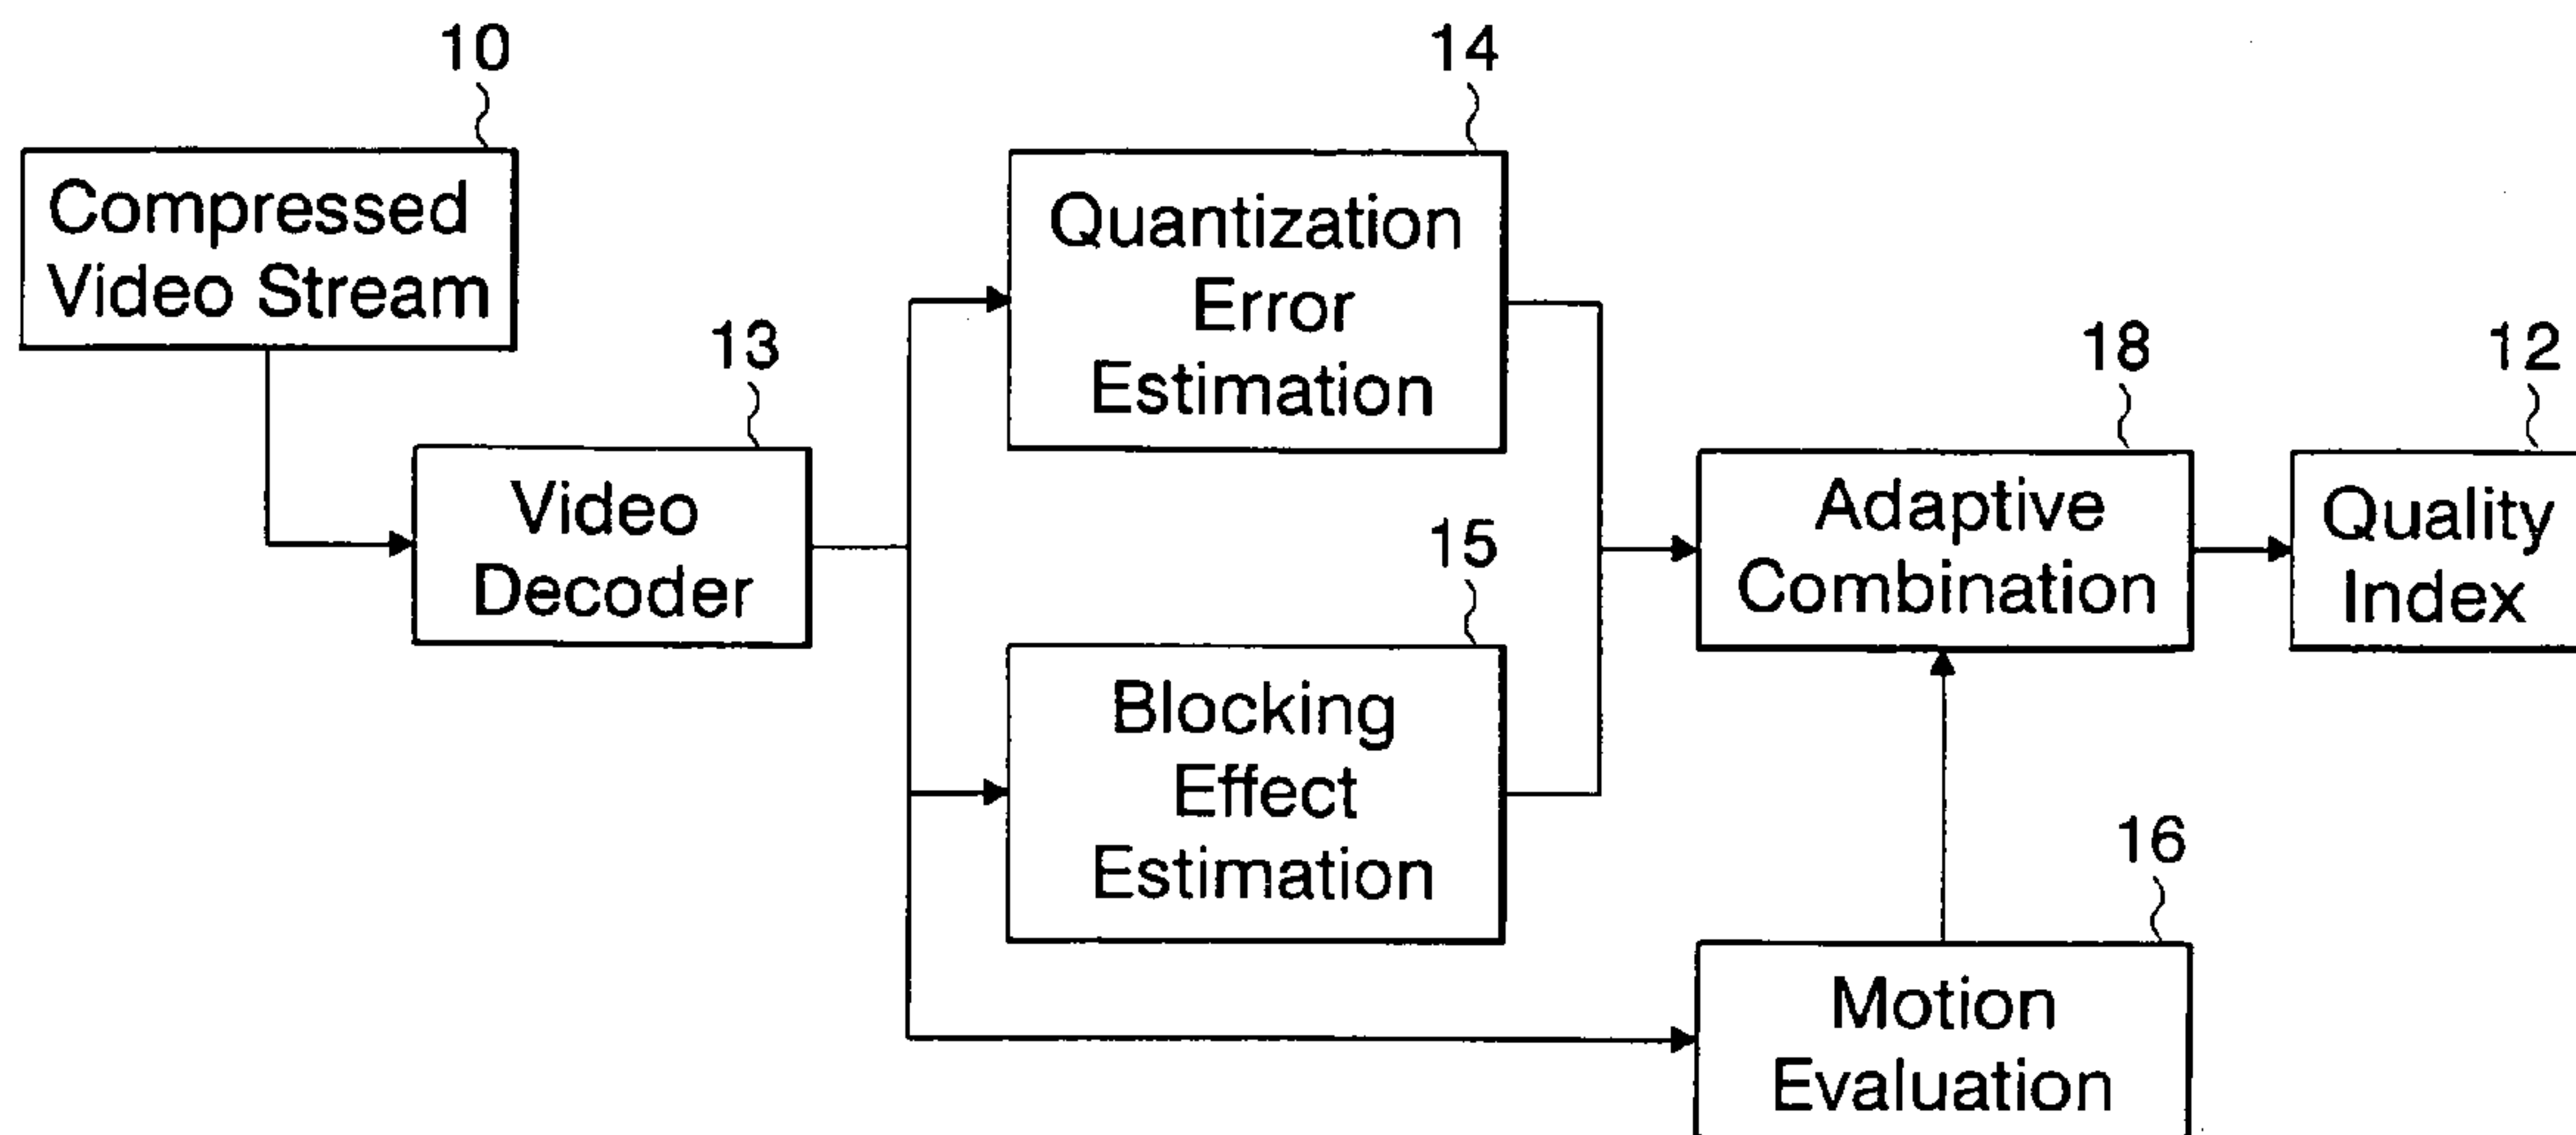 10
Compressed
Video Stream
13
Video
Decoder
14
Quantization
Error
Estimation
15
Blocking
Effect
Estimation
18
Adaptive
Combination
12
Quality
Index
16
Motion
Evaluation